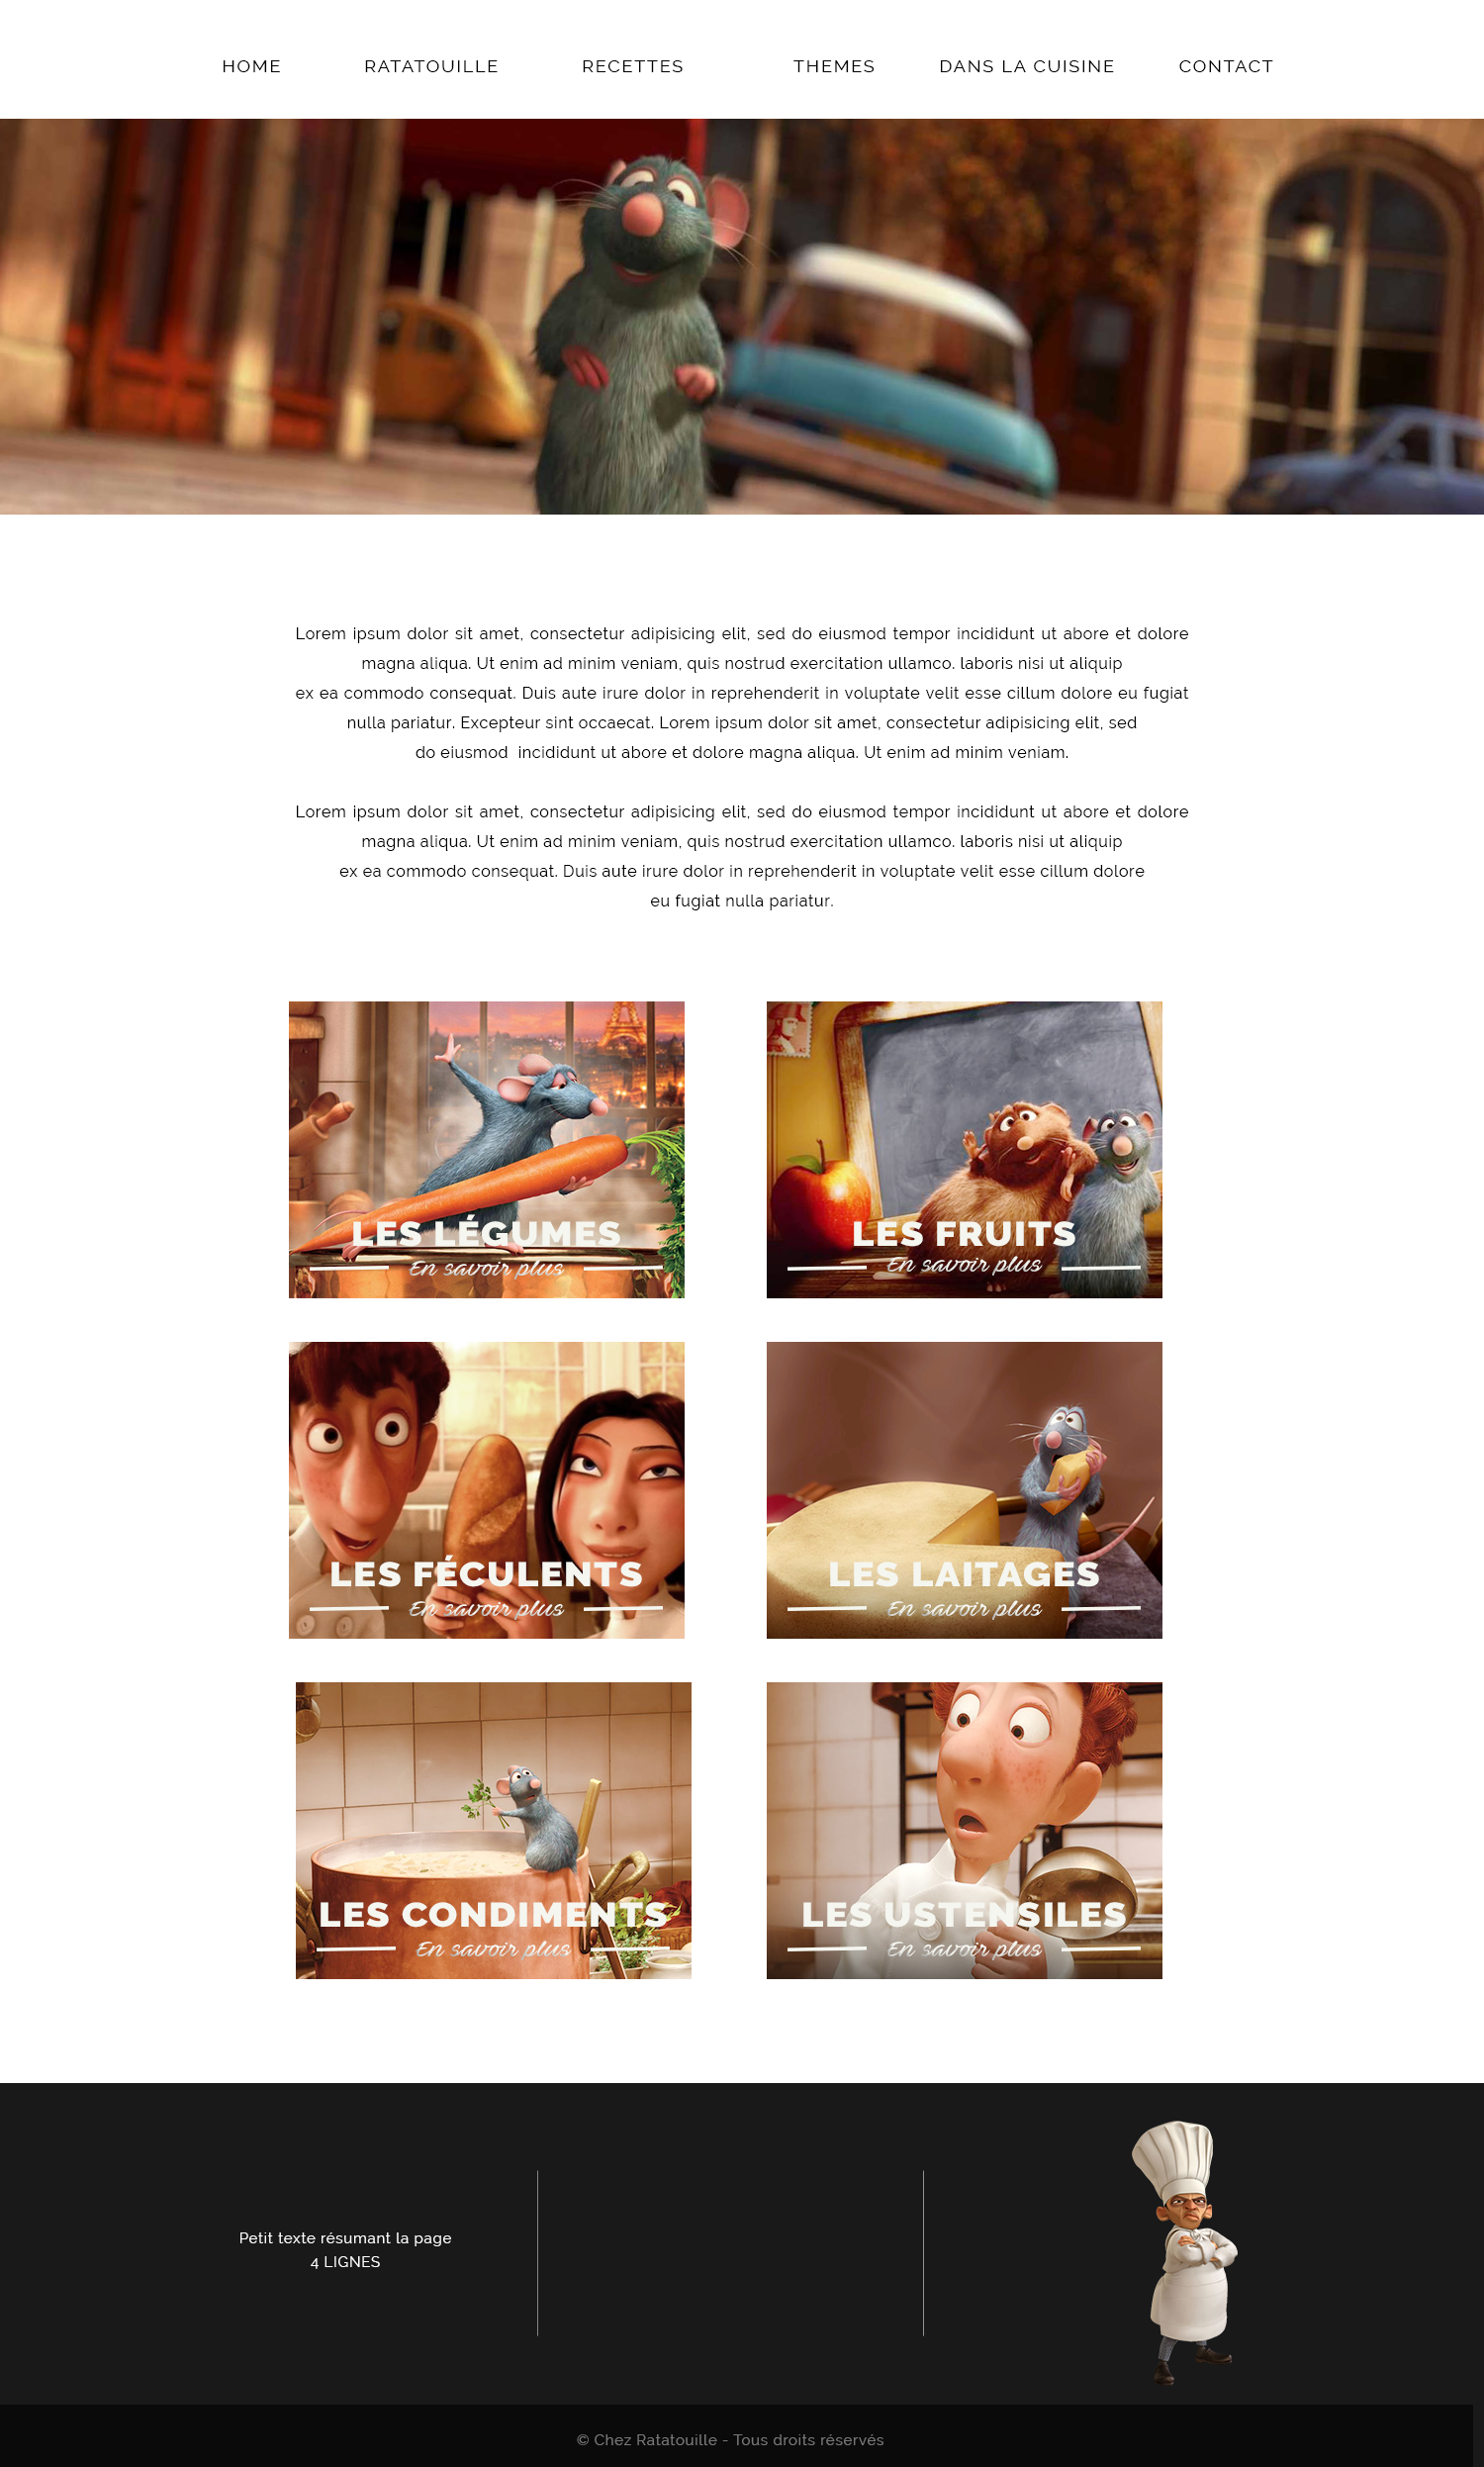 HOME RATATOUILLE RECETTES THEMES DANS LA CUISINE CONTACT
Lorem ipsum dolor sit amet, consectetur adipisicing elit, sed do eiusmod tempor incididunt ut abore et dolore
magna aliqua. Ut enim ad minim veniam, quis nostrud exercitation ullamco. laboris nisi ut aliquip
ex ea commodo consequat. Duis aute irure dolor in reprehenderit in voluptate velit esse cillum dolore eu fugiat
nulla pariatur. Excepteur sint occaecat. Lorem ipsum dolor sit amet, consectetur adipisicing elit, sed
do eiusmod incididunt ut abore et dolore magna aliqua. Ut enim ad minim veniam.
Lorem ipsum dolor sit amet, consectetur adipisicing elit, sed do eiusmod tempor incididunt ut abore et dolore
magna aliqua. Ut enim ad minim veniam, quis nostrud exercitation ullamco. laboris nisi ut aliquip
ex ea commodo consequat. Duis aute irure dolor in reprehenderit in voluptate velit esse cillum dolore
eu fugiat nulla pariatur.
LES LÉGUMES
En savoir plus
LES FRUITS
En savoir plus
LES FÉCULENTS
En savoir plus
LES LAITAGES
En savoir plus
LES CONDIMENTS
En savoir plus
LES USTENSILES
En savoir plus
Petit texte résumant la page
4 LIGNES
© Chez Ratatouille - Tous droits réservés